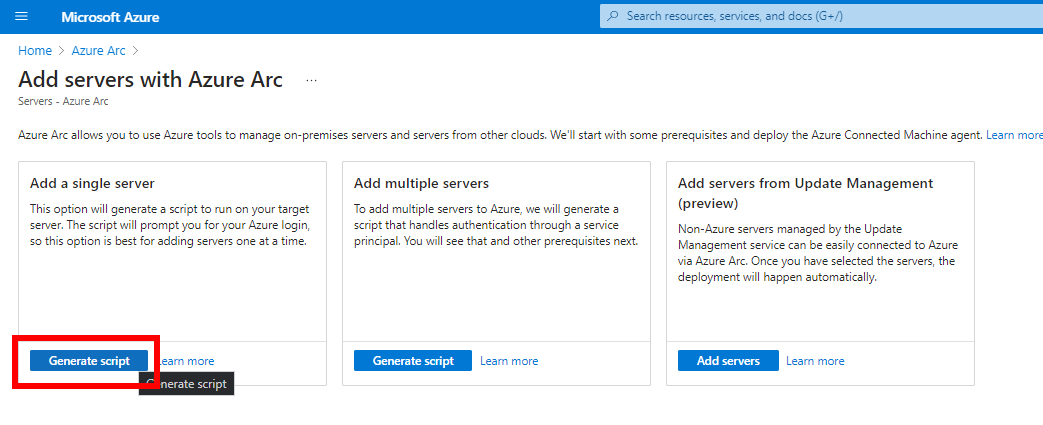 Microsoft Azure
Search resources, services, and docs (G+/)
Home > Azure Arc >
Add servers with Azure Arc ...
Servers - Azure Arc
Azure Arc allows you to use Azure tools to manage on-premises servers and servers from other clouds. We'll start with some prerequisites and deploy the Azure Connected Machine agent. Learn more
Add a single server
This option will generate a script to run on your target
server. The script will prompt you for your Azure login,
so this option is best for adding servers one at a time.
Generate script
Learn more
Generate script
Add multiple servers
To add multiple servers to Azure, we will generate a
script that handles authentication through a service
principal. You will see that and other prerequisites next.
Generate script
Learn more
Add servers from Update Management
(preview)
Non-Azure servers managed by the Update
Management service can be easily connected to Azure
via Azure Arc. Once you have selected the servers, the
deployment will happen automatically.
Add servers
Learn more